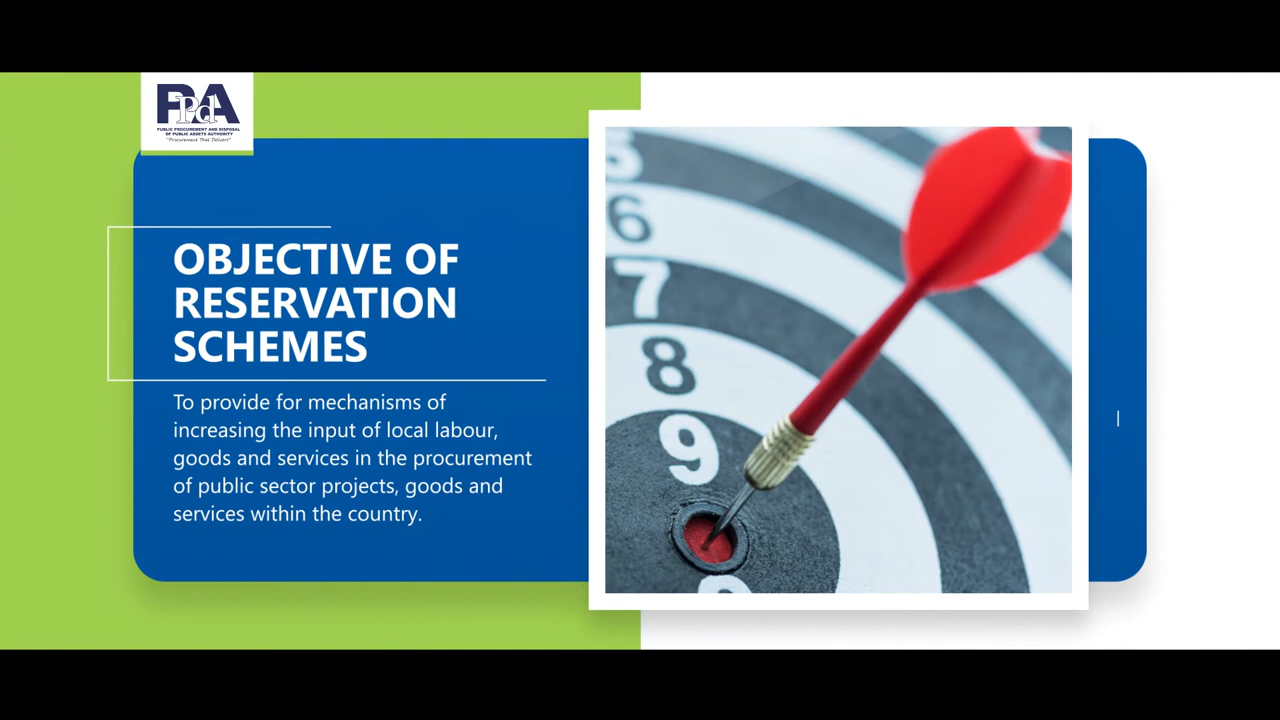 PPdA
PUBLIC PROCUREMENT AND DISPOSAL
OF PUBLIC ASSETS AUTHORITY
"Procurement That Delivers"
OBJECTIVE OF
RESERVATION
SCHEMES
To provide for mechanisms of
increasing the input of local labour,
goods and services in the procurement
of public sector projects, goods and
services within the country.
6
7
8
9